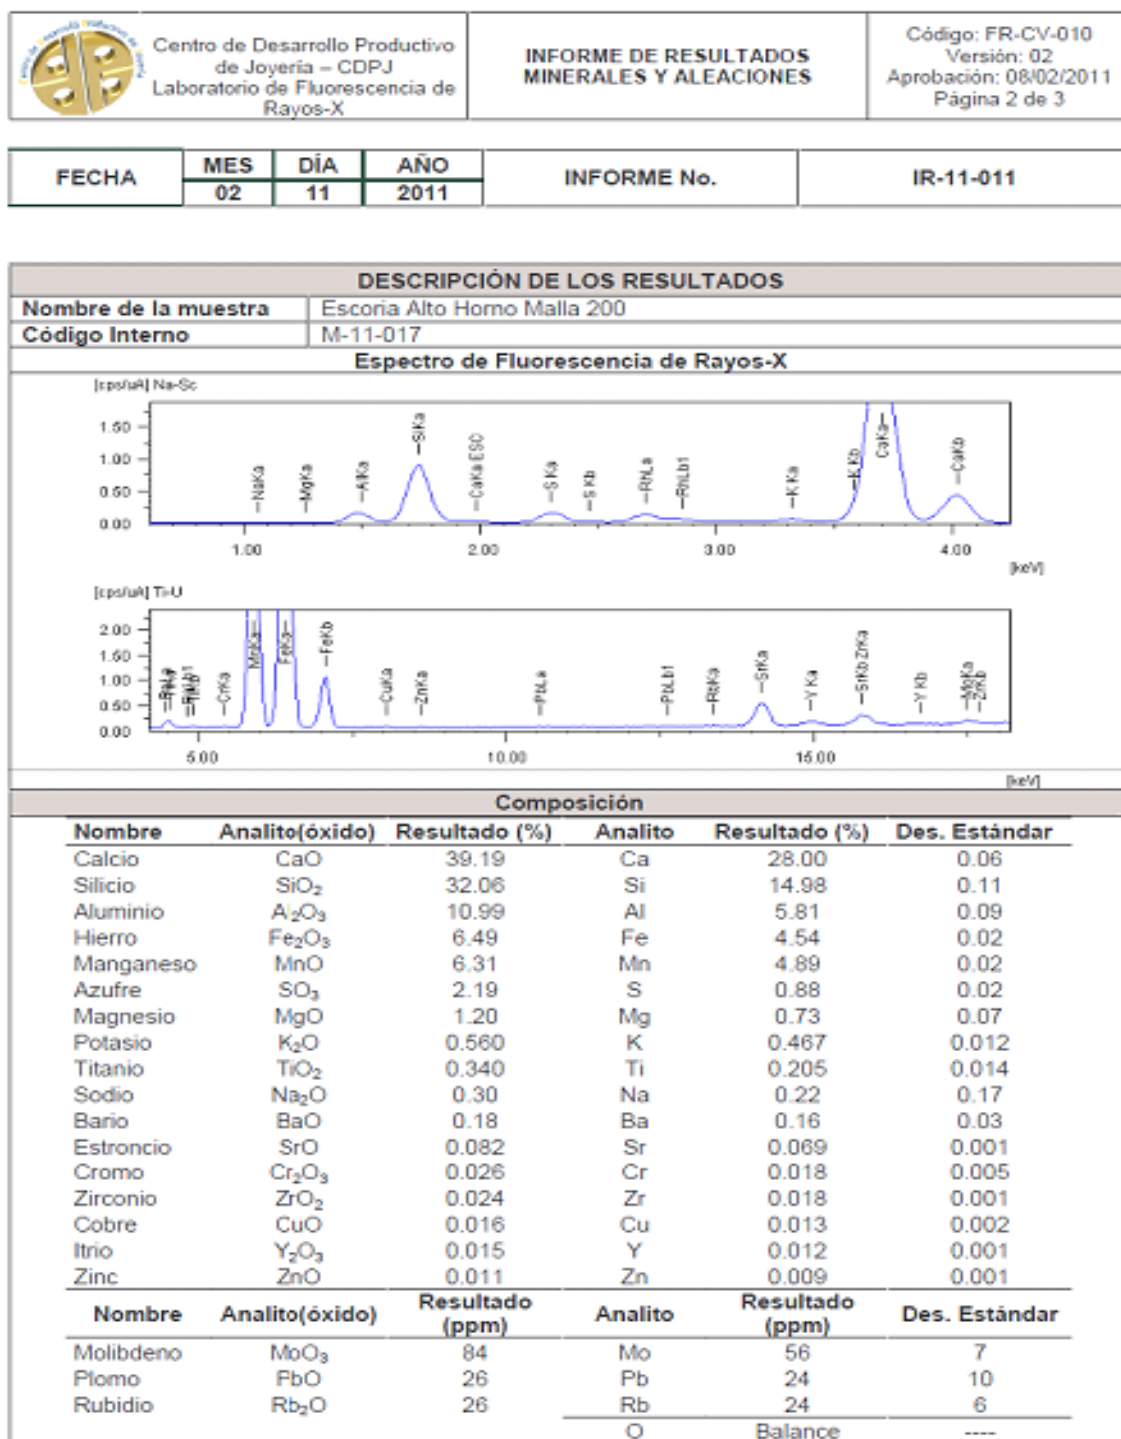 Centro de Desarrollo Productivo
de Joyería – CDPJ
Laboratorio de Fluorescencia de
Rayos-X
INFORME DE RESULTADOS
MINERALES Y ALEACIONES
Código: FR-CV-010
Versión: 02
Aprobación: 08/02/2011
Página 2 de 3
FECHA MES DÍA AÑO INFORME No. IR-11-011
02 11 2011
DESCRIPCIÓN DE LOS RESULTADOS
Nombre de la muestra Escoria Alto Horno Malla 200
Código Interno M-11-017
Espectro de Fluorescencia de Rayos-X
[cps/uA] Na-Sc
1.50
1.00
0.50
0.00
NaKa MgKa AlKa SiKa CaKa ESC S Ka S Kb RhLa RhLb1 K Ka K Kb CaKa CaKb
1.00 2.00 3.00 4.00
[keV]
[cps/uA] Ti-U
2.00
1.50
1.00
0.50
0.00
CrKa MnKa FeKa FeKb CuKa ZnKa PbLa PbLb1 RbKa SrKa Y Ka SrKb ZrKa Y Kb MoKa ZrKb
5.00 10.00 15.00
[keV]
Composición
Nombre Analito(óxido) Resultado (%) Analito Resultado (%) Des. Estándar
Calcio CaO 39.19 Ca 28.00 0.06
Silicio SiO₂ 32.06 Si 14.98 0.11
Aluminio Al₂O₃ 10.99 Al 5.81 0.09
Hierro Fe₂O₃ 6.49 Fe 4.54 0.02
Manganeso MnO 6.31 Mn 4.89 0.02
Azufre SO₃ 2.19 S 0.88 0.02
Magnesio MgO 1.20 Mg 0.73 0.07
Potasio K₂O 0.560 K 0.467 0.012
Titanio TiO₂ 0.340 Ti 0.205 0.014
Sodio Na₂O 0.30 Na 0.22 0.17
Bario BaO 0.18 Ba 0.16 0.03
Estroncio SrO 0.082 Sr 0.069 0.001
Cromo Cr₂O₃ 0.026 Cr 0.018 0.005
Zirconio ZrO₂ 0.024 Zr 0.018 0.001
Cobre CuO 0.016 Cu 0.013 0.002
Itrio Y₂O₃ 0.015 Y 0.012 0.001
Zinc ZnO 0.011 Zn 0.009 0.001
Nombre Analito(óxido) Resultado (ppm) Analito Resultado (ppm) Des. Estándar
Molibdeno MoO₃ 84 Mo 56 7
Plomo PbO 26 Pb 24 10
Rubidio Rb₂O 26 Rb 24 6
O Balance ----